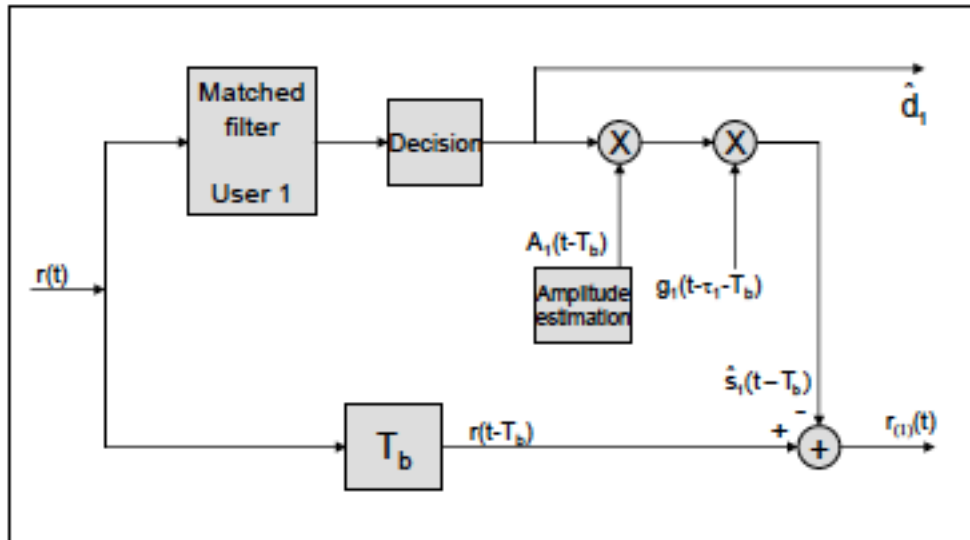 Matched
filter
User 1
Decision
X
X
d̂₁
A₁(t-T_b)
r(t)
Amplitude
estimation
g₁(t-τ₁-T_b)
ŝ₁(t–T_b)
-
T_b
r(t-T_b)
+
+
r₍₁₎(t)